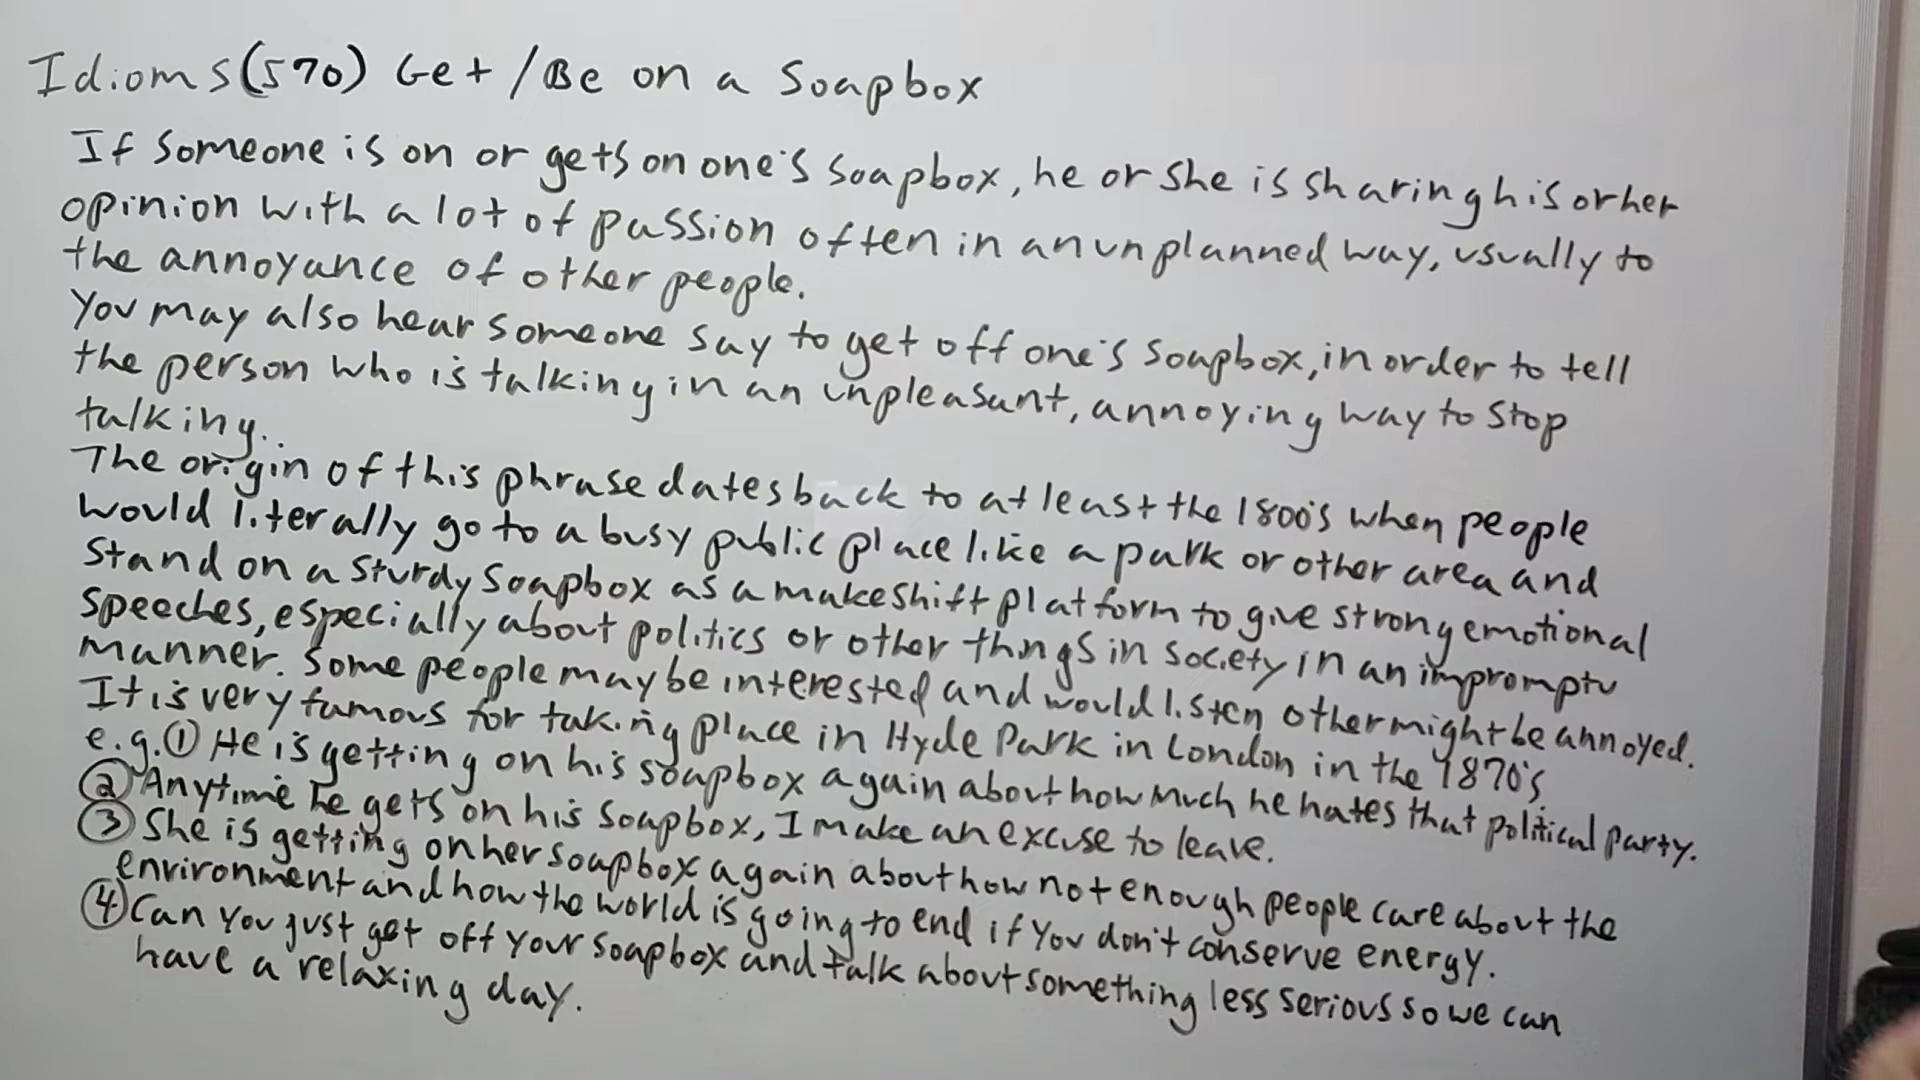 Idioms (570) Get / Be on a Soapbox
If someone is on or gets on one's soapbox, he or she is sharing his or her
opinion with a lot of passion often in an unplanned way, usually to
the annoyance of other people.
You may also hear someone say to get off one's soapbox, in order to tell
the person who is talking in an unpleasant, annoying way to stop
talking.
The origin of this phrase dates back to at least the 1800's when people
would literally go to a busy public place like a park or other area and
stand on a sturdy soapbox as a makeshift platform to give strong emotional
speeches, especially about politics or other things in society in an impromptu
manner. Some people may be interested and would listen other might be annoyed.
It is very famous for taking place in Hyde Park in London in the 1870's
e.g. ① He is getting on his soapbox again about how much he hates that political party.
② Anytime he gets on his soapbox, I make an excuse to leave.
③ She is getting on her soapbox again about how not enough people care about the
environment and how the world is going to end if you don't conserve energy.
④ Can you just get off your soapbox and talk about something less serious so we can
have a relaxing day.